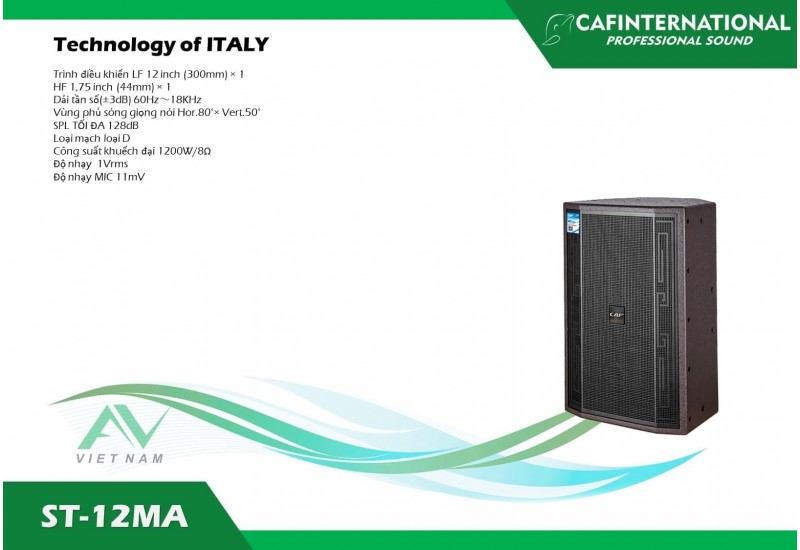 CAFINTERNATIONAL
PROFESSIONAL SOUND
Technology of ITALY
Trình điều khiển LF 12 inch (300mm) × 1
HF 1,75 inch (44mm) × 1
Dải tần số(±3dB) 60Hz～18KHz
Vùng phủ sóng giọng nói Hor.80°× Vert.50°
SPL TỐI ĐA 128dB
Loại mạch loại D
Công suất khuếch đại 1200W/8Ω
Độ nhạy 1Vrms
Độ nhạy MIC 11mV
CAF
AV
VIET NAM
ST-12MA